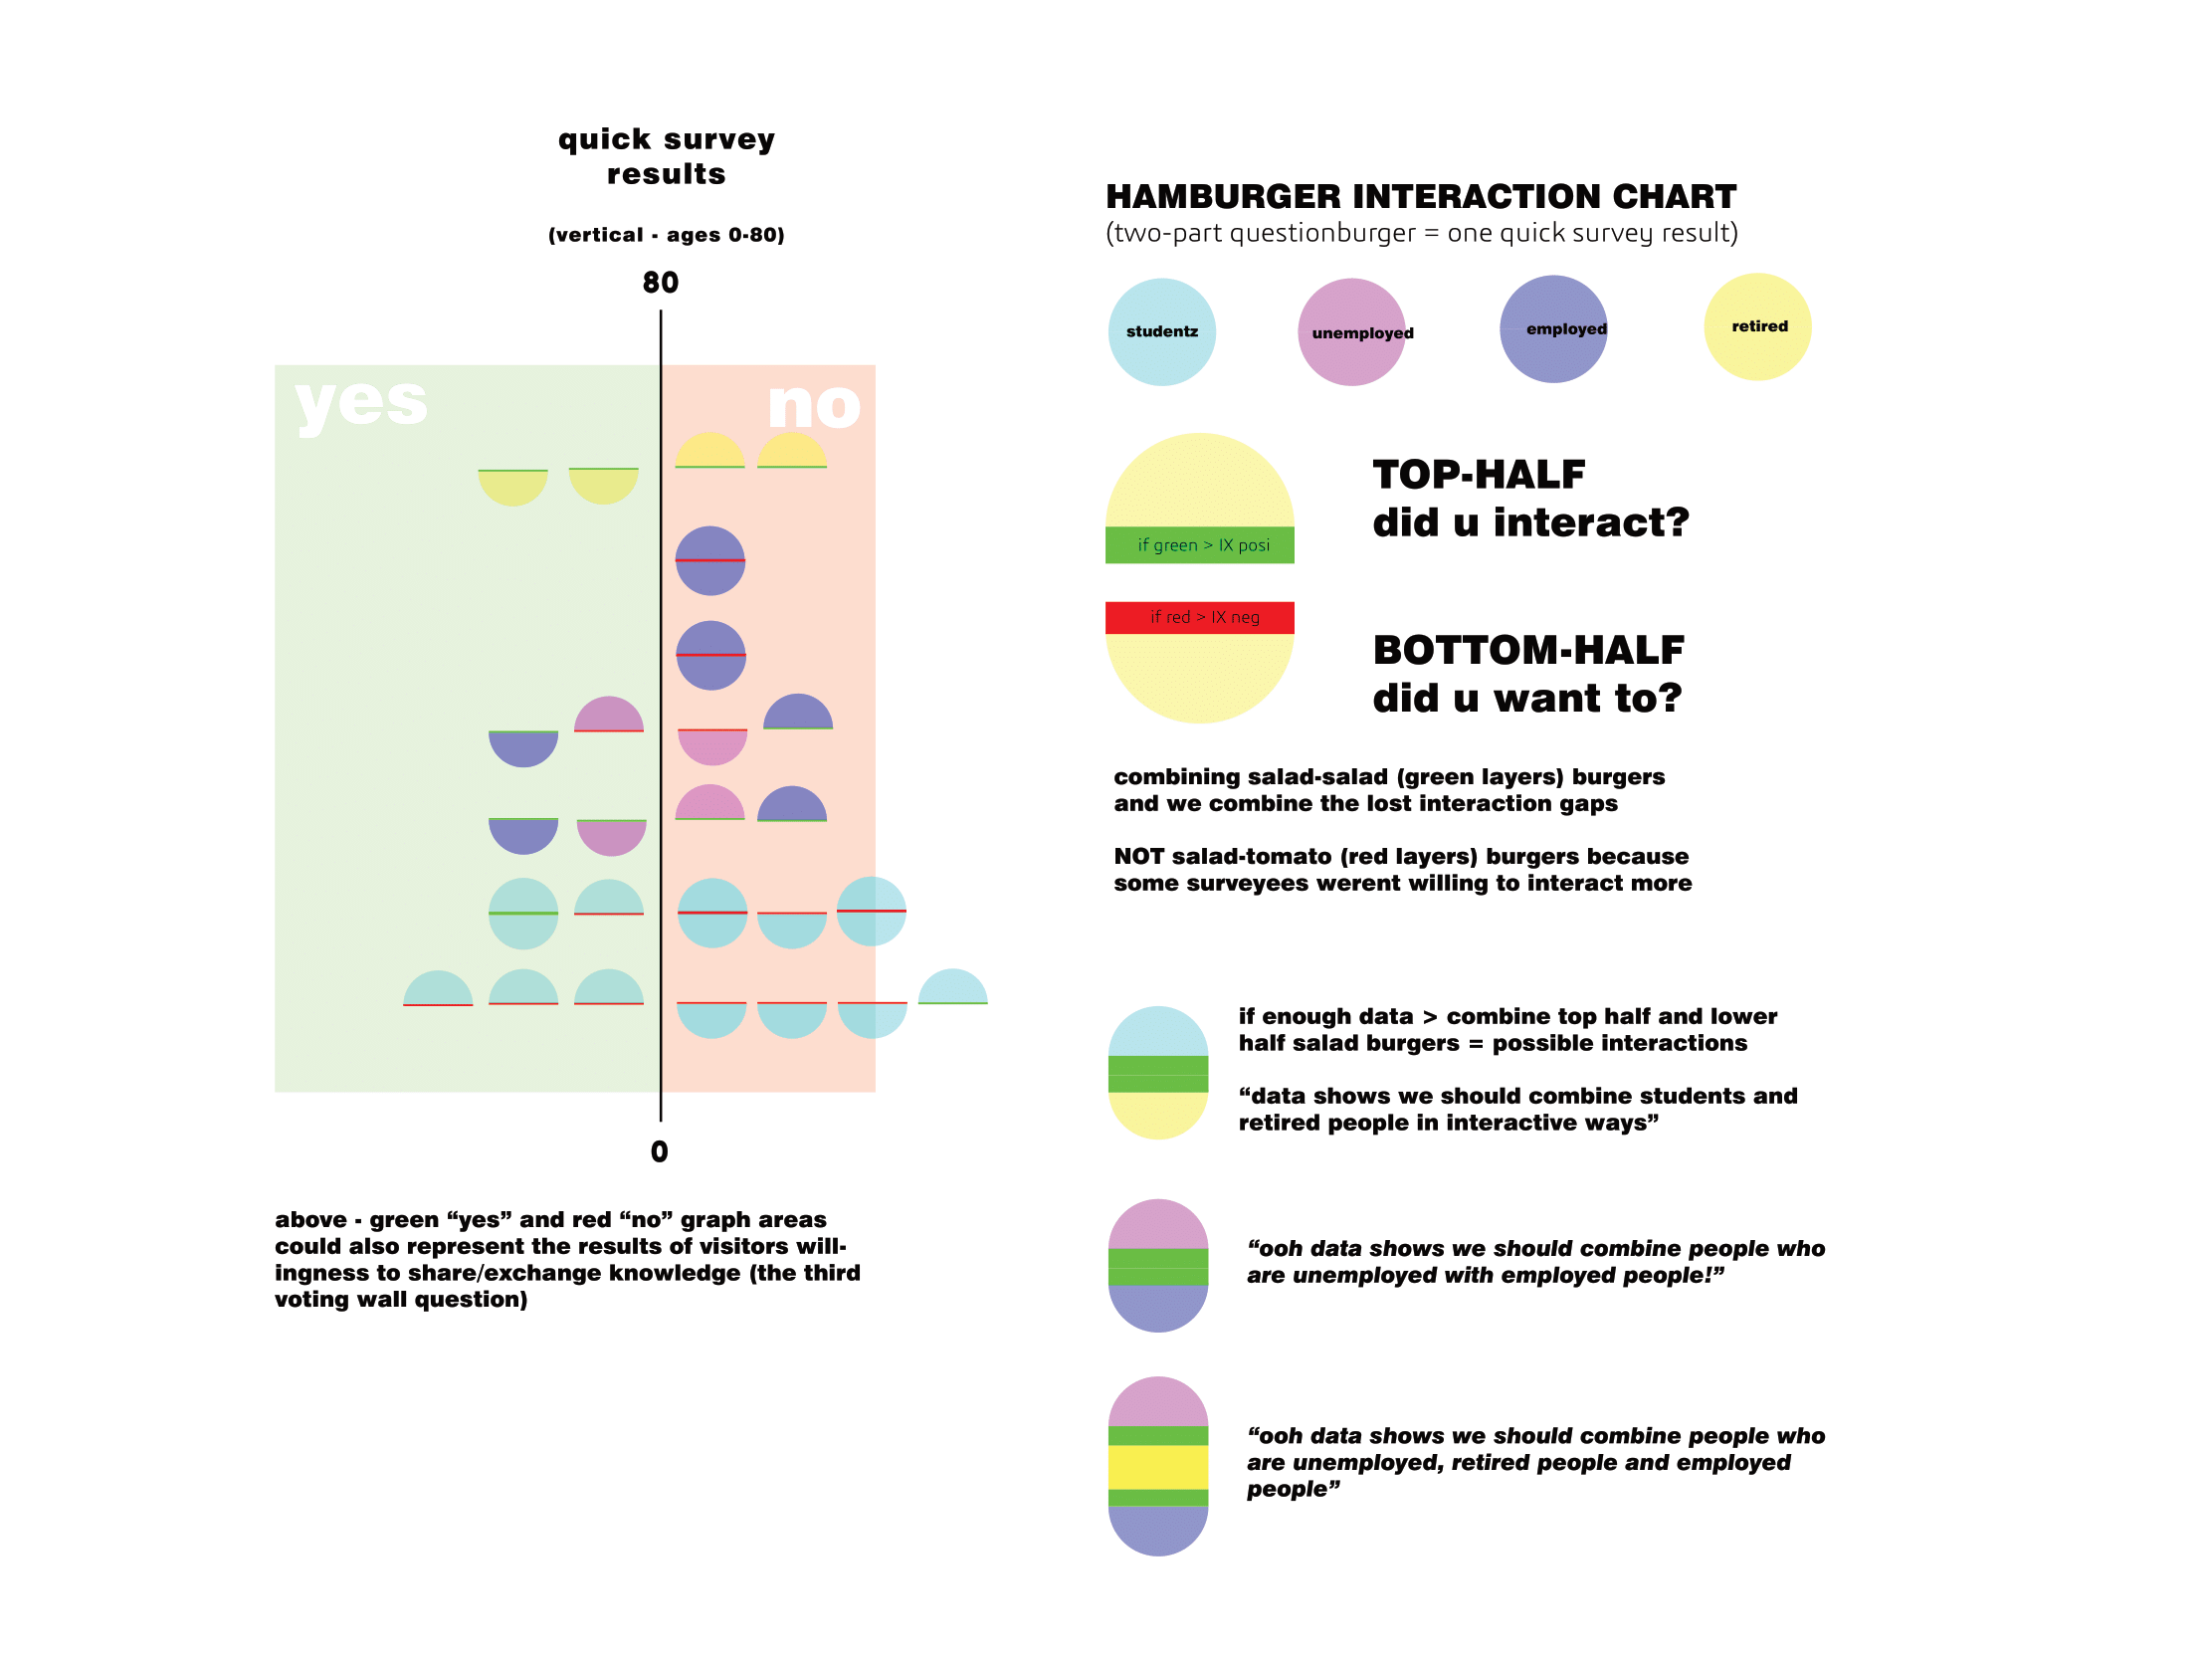 quick survey
results
(vertical - ages 0-80)
80
yes
no
0
above - green “yes” and red “no” graph areas
could also represent the results of visitors will-
ingness to share/exchange knowledge (the third
voting wall question)
HAMBURGER INTERACTION CHART
(two-part questionburger = one quick survey result)
studentz
unemployed
employed
retired
if green > IX posi
TOP-HALF
did u interact?
if red > IX neg
BOTTOM-HALF
did u want to?
combining salad-salad (green layers) burgers
and we combine the lost interaction gaps
NOT salad-tomato (red layers) burgers because
some surveyees werent willing to interact more
if enough data > combine top half and lower
half salad burgers = possible interactions
“data shows we should combine students and
retired people in interactive ways”
“ooh data shows we should combine people who
are unemployed with employed people!”
“ooh data shows we should combine people who
are unemployed, retired people and employed
people”